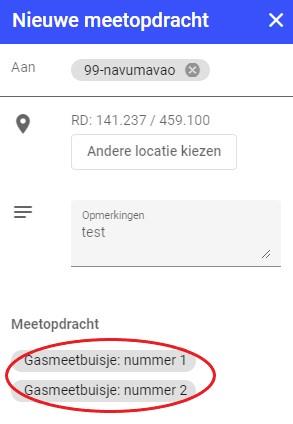 Nieuwe meetopdracht
Aan
99-navumavao
RD: 141.237 / 459.100
Andere locatie kiezen
Opmerkingen
test
Meetopdracht
Gasmeetbuisje: nummer 1
Gasmeetbuisje: nummer 2